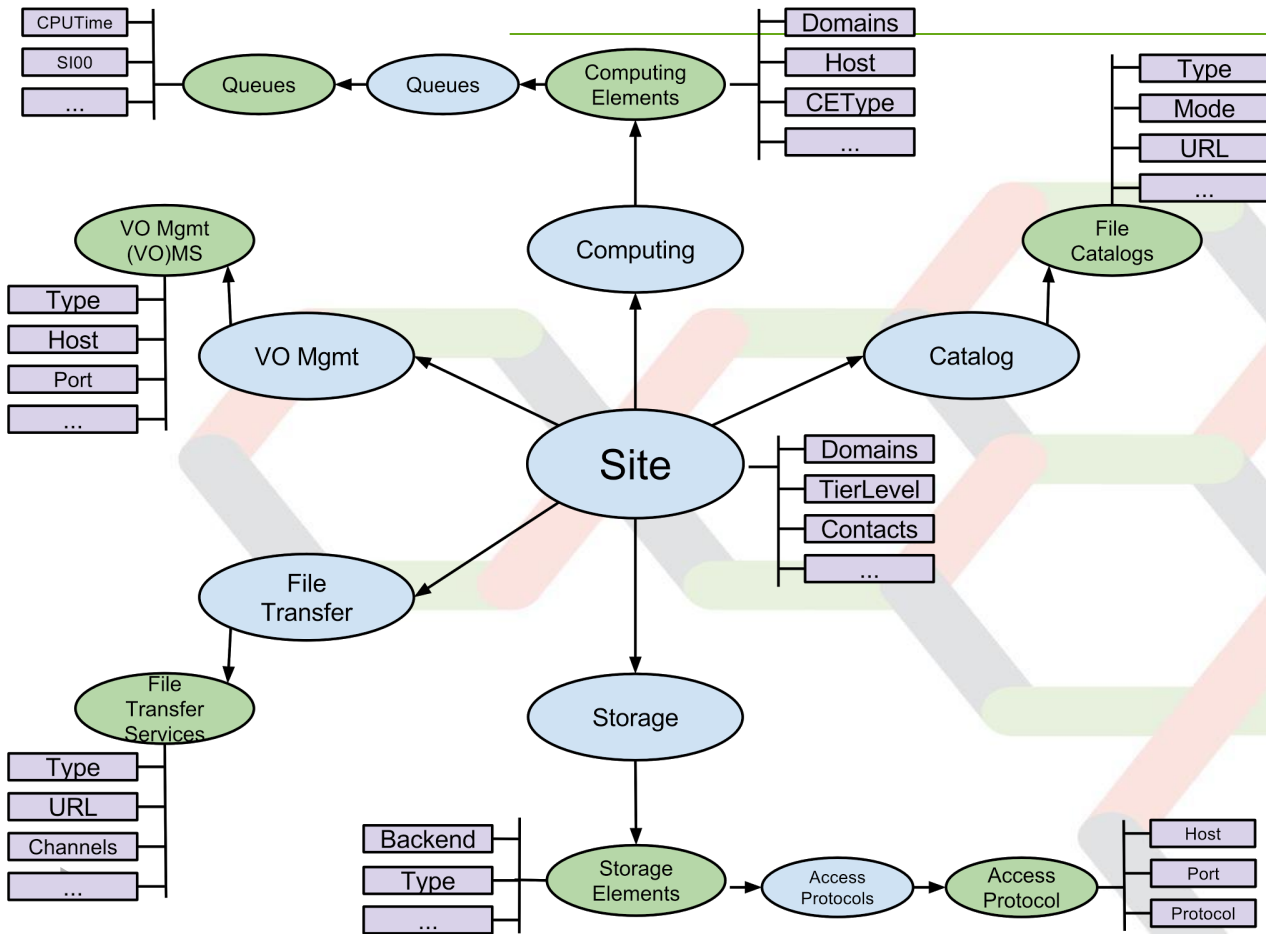 CPUTime
SI00
...
Queues
Queues
Computing
Elements
Domains
Host
CEType
...
Type
Mode
URL
...
File
Catalogs
VO Mgmt
(VO)MS
Type
Host
Port
...
VO Mgmt
Computing
Catalog
Site
Domains
TierLevel
Contacts
...
File
Transfer
File
Transfer
Services
Type
URL
Channels
...
Storage
Backend
Type
...
Storage
Elements
Access
Protocols
Access
Protocol
Host
Port
Protocol